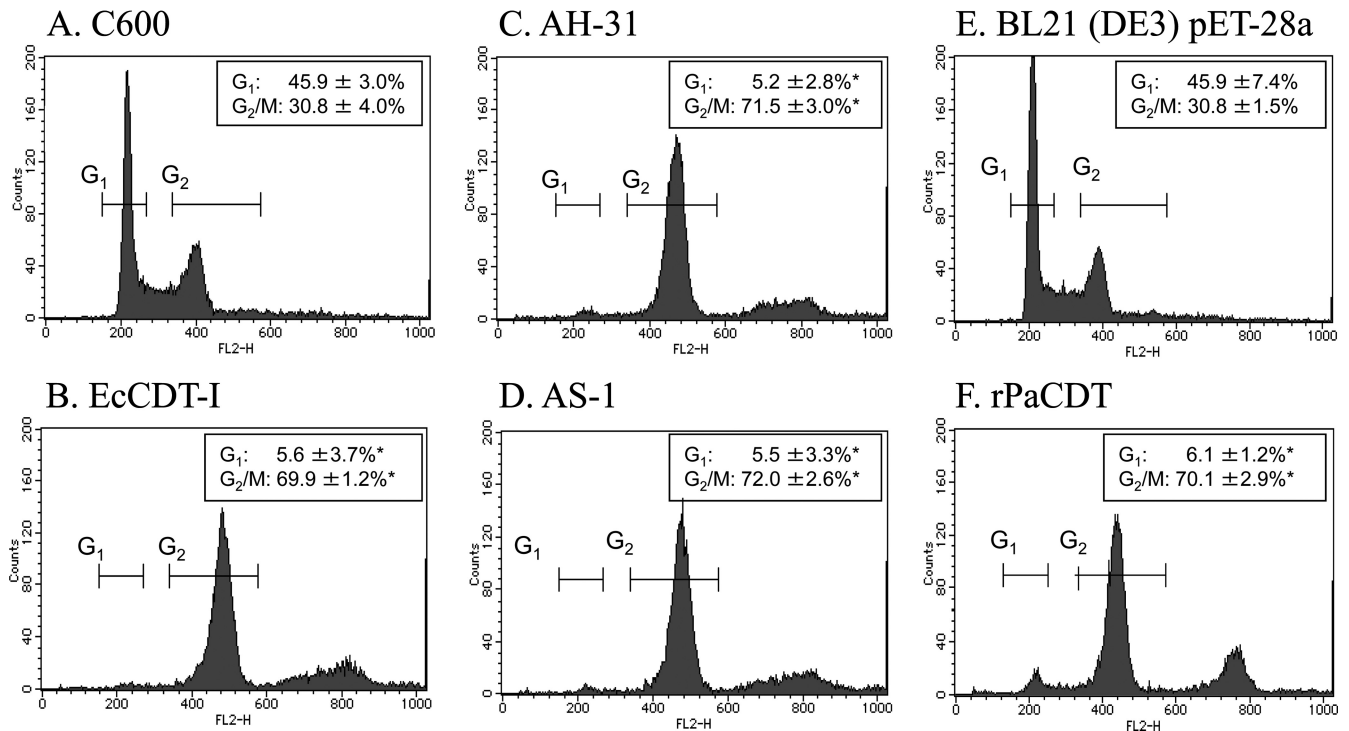 A. C600
G1: 45.9 ± 3.0%
G2/M: 30.8 ± 4.0%
G1
G2
Counts
200
160
120
80
40
0
0 200 400 600 800 1000
FL2-H
C. AH-31
G1: 5.2 ±2.8%*
G2/M: 71.5 ±3.0%*
G1
G2
Counts
200
160
120
80
40
0
0 200 400 600 800 1000
FL2-H
E. BL21 (DE3) pET-28a
G1: 45.9 ±7.4%
G2/M: 30.8 ±1.5%
G1
G2
Counts
200
160
120
80
40
0
0 200 400 600 800 1000
FL2-H
B. EcCDT-I
G1: 5.6 ±3.7%*
G2/M: 69.9 ±1.2%*
G1
G2
Counts
200
160
120
80
40
0
0 200 400 600 800 1000
FL2-H
D. AS-1
G1: 5.5 ±3.3%*
G2/M: 72.0 ±2.6%*
G1
G2
Counts
200
160
120
80
40
0
0 200 400 600 800 1000
FL2-H
F. rPaCDT
G1: 6.1 ±1.2%*
G2/M: 70.1 ±2.9%*
G1
G2
Counts
200
160
120
80
40
0
0 200 400 600 800 1000
FL2-H